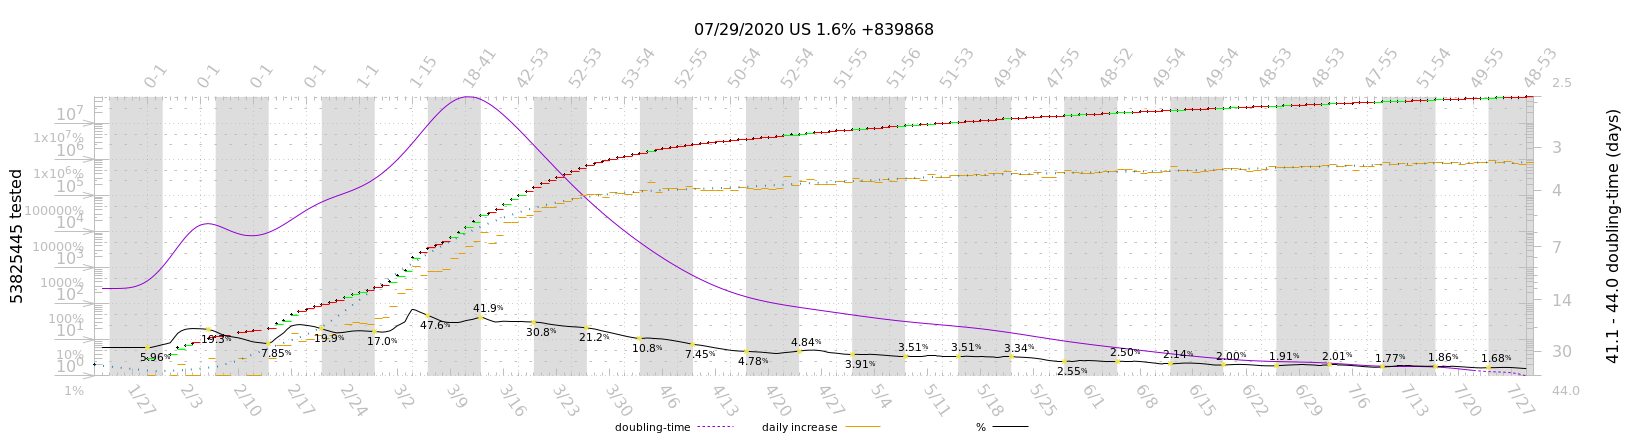 07/29/2020 US 1.6% +839868
0-1 0-1 0-1 0-1 1-1 1-15 18-41 42-53 52-53 53-54 52-55 50-54 52-54 51-55 51-56 51-53 49-54 47-55 48-52 49-54 49-54 48-53 48-53 47-55 51-54 49-55 48-53
53825445 tested
10⁷
1x10⁷%
10⁶
1x10⁶%
10⁵
100000%
10⁴
10000%
10³
1000%
10²
100%
10¹
10%
10⁰
1%
2.5
3
4
7
14
30
44.0
41.1 - 44.0 doubling-time (days)
5.96% 19.3% 7.85% 19.9% 17.0% 47.6% 41.9% 30.8% 21.2% 10.8% 7.45% 4.78% 4.84% 3.91% 3.51% 3.51% 3.34% 2.55% 2.50% 2.14% 2.00% 1.91% 2.01% 1.77% 1.86% 1.68%
1/27 2/3 2/10 2/17 2/24 3/2 3/9 3/16 3/23 3/30 4/6 4/13 4/20 4/27 5/4 5/11 5/18 5/25 6/1 6/8 6/15 6/22 6/29 7/6 7/13 7/20 7/27
doubling-time daily increase %